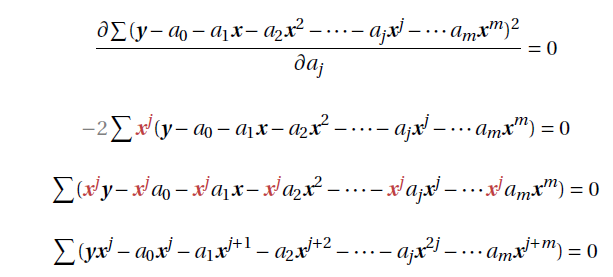 ∂∑(y − a₀ − a₁x − a₂x² − ⋯ − aⱼxʲ − ⋯ aₘxᵐ)² / ∂aⱼ = 0
−2∑xʲ(y − a₀ − a₁x − a₂x² − ⋯ − aⱼxʲ − ⋯ aₘxᵐ) = 0
∑(xʲy − xʲa₀ − xʲa₁x − xʲa₂x² − ⋯ − xʲaⱼxʲ − ⋯ xʲaₘxᵐ) = 0
∑(yxʲ − a₀xʲ − a₁xʲ⁺¹ − a₂xʲ⁺² − ⋯ − aⱼx²ʲ − ⋯ aₘxʲ⁺ᵐ) = 0